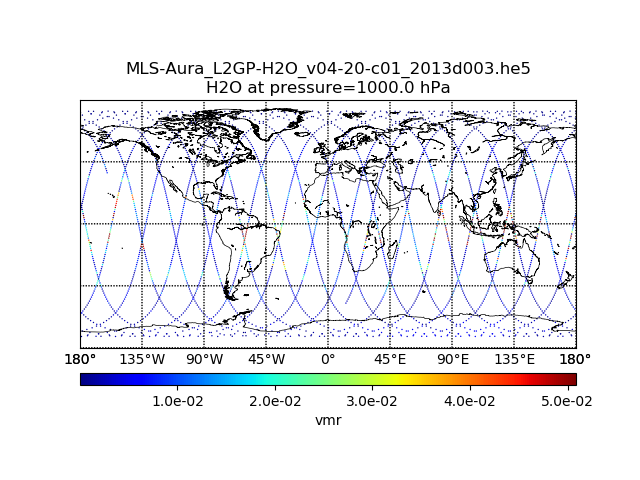 MLS-Aura_L2GP-H2O_v04-20-c01_2013d003.he5
H2O at pressure=1000.0 hPa
180° 135°W 90°W 45°W 0° 45°E 90°E 135°E 180°
1.0e-02 2.0e-02 3.0e-02 4.0e-02 5.0e-02
vmr